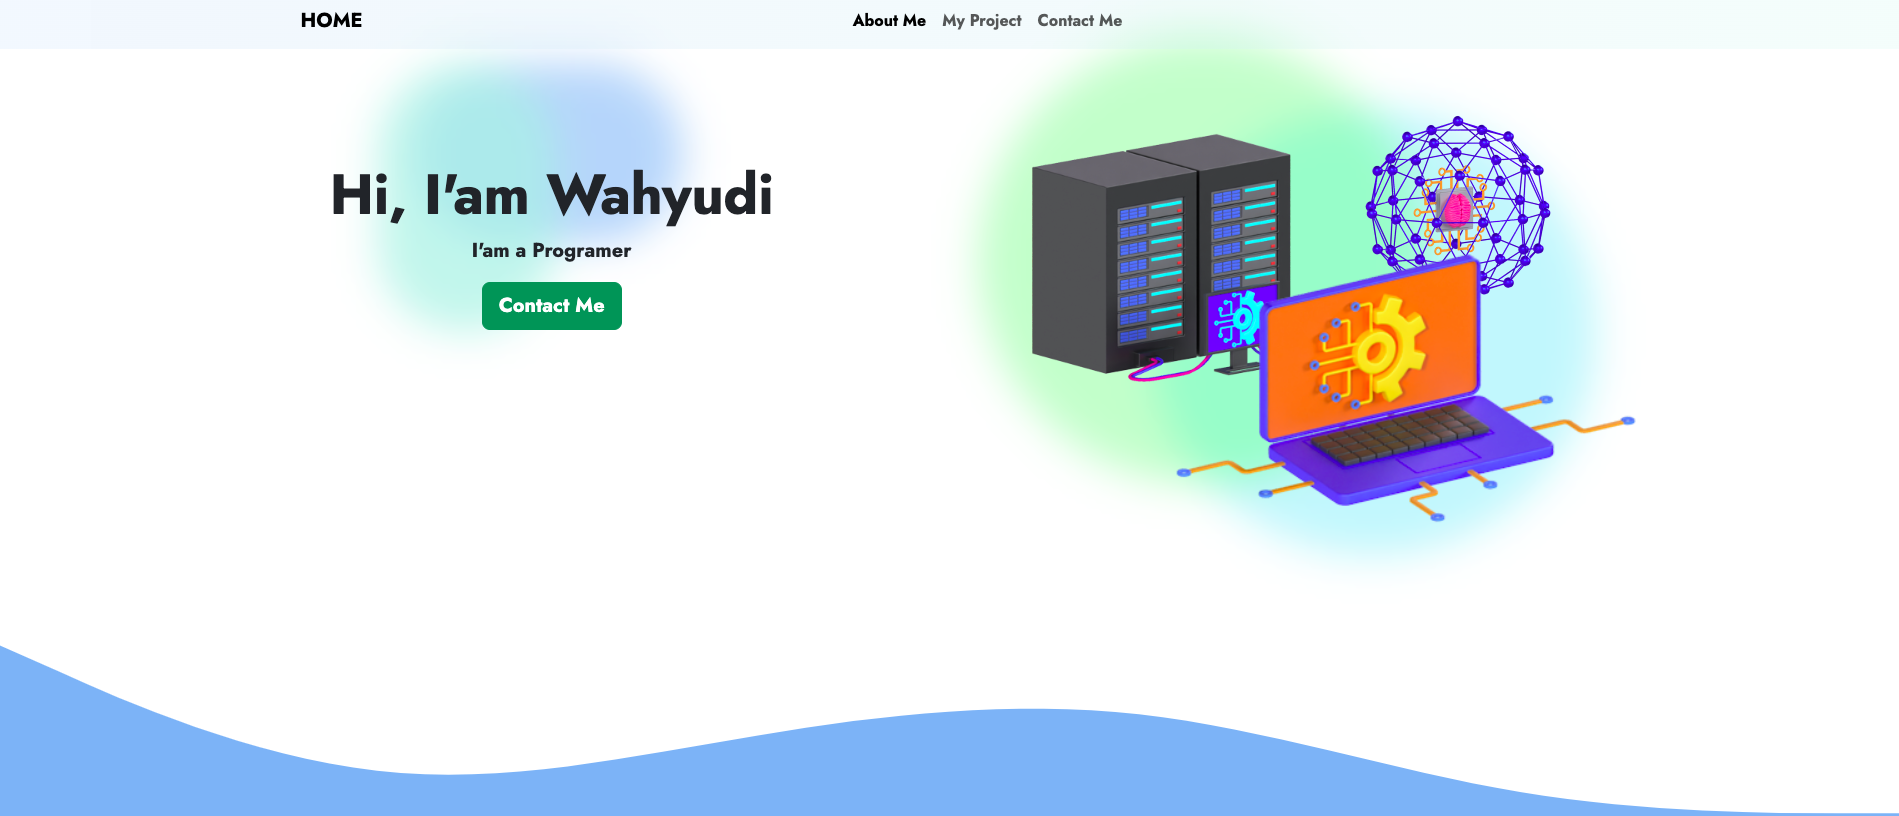 HOME
About Me
My Project
Contact Me
Hi, I'am Wahyudi
I'am a Programer
Contact Me